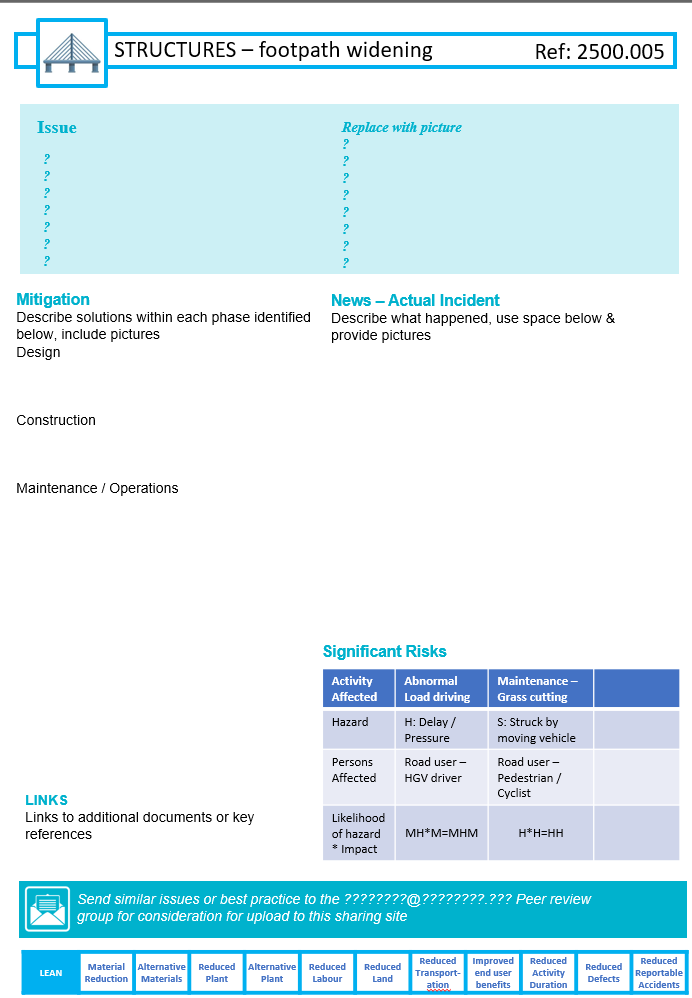 STRUCTURES – footpath widening
Ref: 2500.005
Issue
?
?
?
?
?
?
?
Replace with picture
?
?
?
?
?
?
?
?
Mitigation
Describe solutions within each phase identified
below, include pictures
Design
Construction
Maintenance / Operations
News – Actual Incident
Describe what happened, use space below &
provide pictures
LINKS
Links to additional documents or key
references
Significant Risks
Activity
Affected
Abnormal
Load driving
Maintenance –
Grass cutting
Hazard
H: Delay /
Pressure
S: Struck by
moving vehicle
Persons
Affected
Road user –
HGV driver
Road user –
Pedestrian /
Cyclist
Likelihood
of hazard
* Impact
MH*M=MHM
H*H=HH
Send similar issues or best practice to the ????????@????????.??? Peer review
group for consideration for upload to this sharing site
LEAN
Material
Reduction
Alternative
Materials
Reduced
Plant
Alternative
Plant
Reduced
Labour
Reduced
Land
Reduced
Transport-
ation
Improved
end user
benefits
Reduced
Activity
Duration
Reduced
Defects
Reduced
Reportable
Accidents